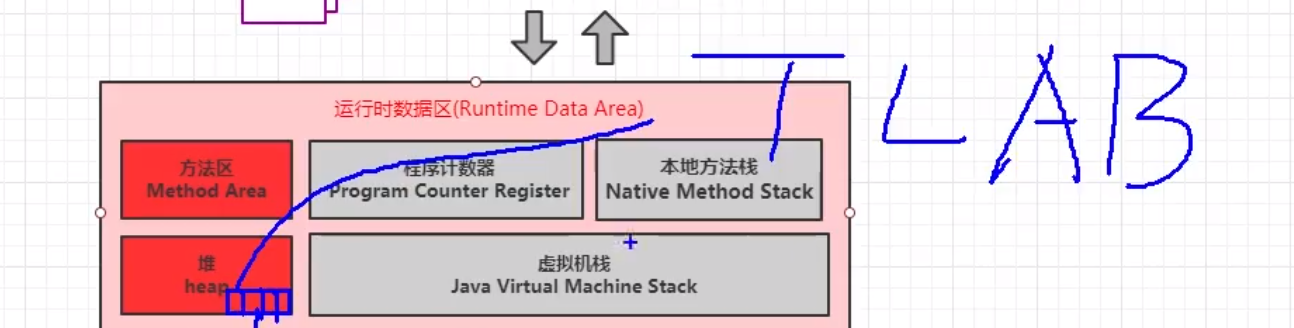 TLAB
运行时数据区(Runtime Data Area)
方法区
Method Area
程序计数器
Program Counter Register
本地方法栈
Native Method Stack
堆
heap
虚拟机栈
Java Virtual Machine Stack